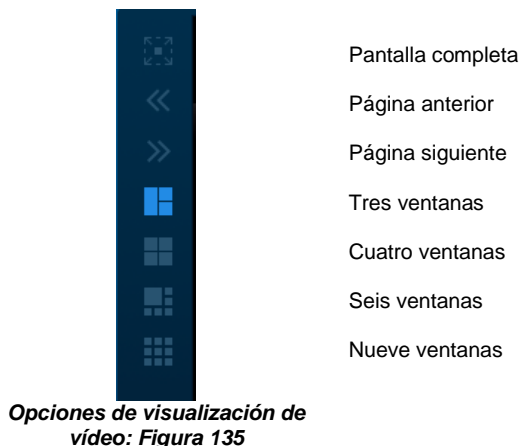 Pantalla completa
Página anterior
Página siguiente
Tres ventanas
Cuatro ventanas
Seis ventanas
Nueve ventanas
Opciones de visualización de
vídeo: Figura 135